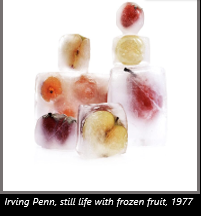 Irving Penn, still life with frozen fruit, 1977